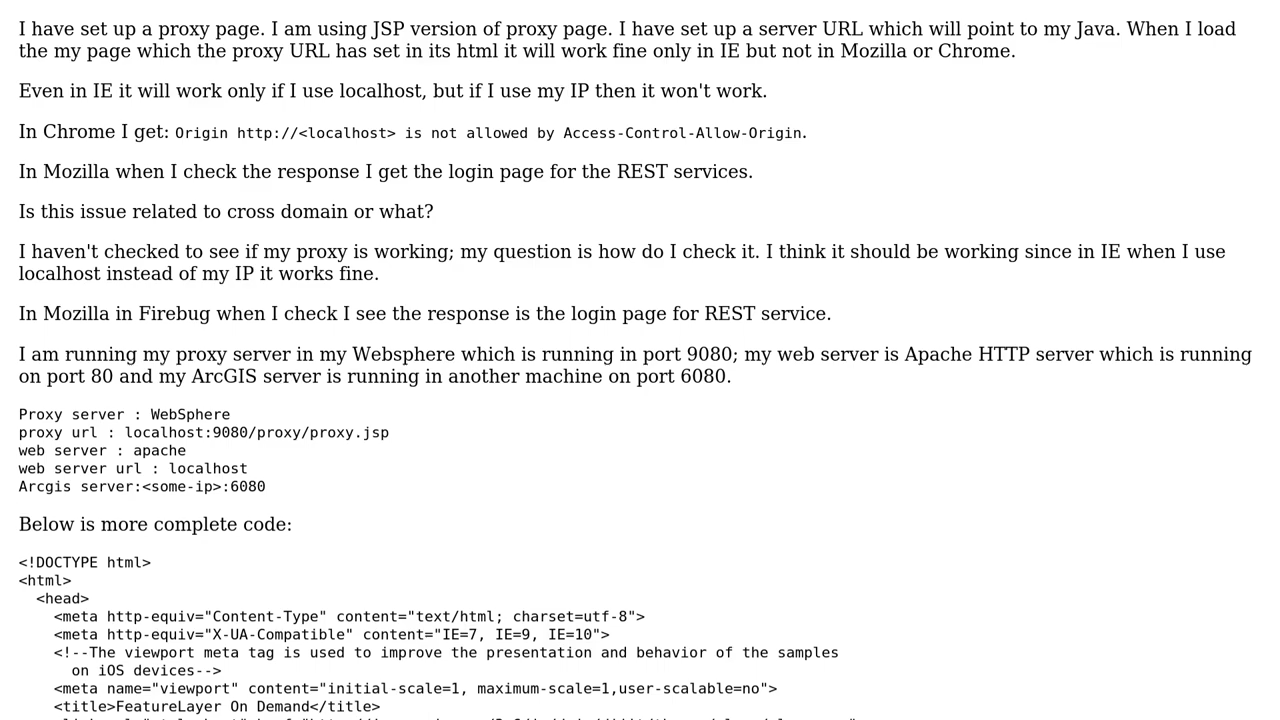 I have set up a proxy page. I am using JSP version of proxy page. I have set up a server URL which will point to my Java. When I load
the my page which the proxy URL has set in its html it will work fine only in IE but not in Mozilla or Chrome.
Even in IE it will work only if I use localhost, but if I use my IP then it won't work.
In Chrome I get: Origin http://<localhost> is not allowed by Access-Control-Allow-Origin.
In Mozilla when I check the response I get the login page for the REST services.
Is this issue related to cross domain or what?
I haven't checked to see if my proxy is working; my question is how do I check it. I think it should be working since in IE when I use
localhost instead of my IP it works fine.
In Mozilla in Firebug when I check I see the response is the login page for REST service.
I am running my proxy server in my Websphere which is running in port 9080; my web server is Apache HTTP server which is running
on port 80 and my ArcGIS server is running in another machine on port 6080.
Proxy server : WebSphere
proxy url : localhost:9080/proxy/proxy.jsp
web server : apache
web server url : localhost
Arcgis server:<some-ip>:6080
Below is more complete code:
<!DOCTYPE html>
<html>
  <head>
    <meta http-equiv="Content-Type" content="text/html; charset=utf-8">
    <meta http-equiv="X-UA-Compatible" content="IE=7, IE=9, IE=10">
    <!--The viewport meta tag is used to improve the presentation and behavior of the samples
      on iOS devices-->
    <meta name="viewport" content="initial-scale=1, maximum-scale=1,user-scalable=no">
    <title>FeatureLayer On Demand</title>